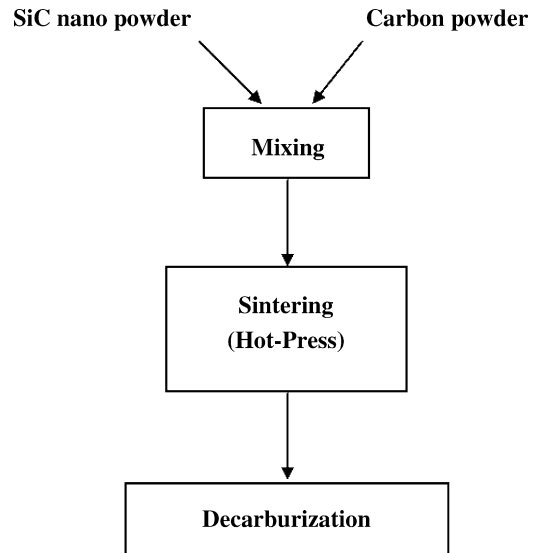 SiC nano powder
Carbon powder
Mixing
Sintering
(Hot-Press)
Decarburization